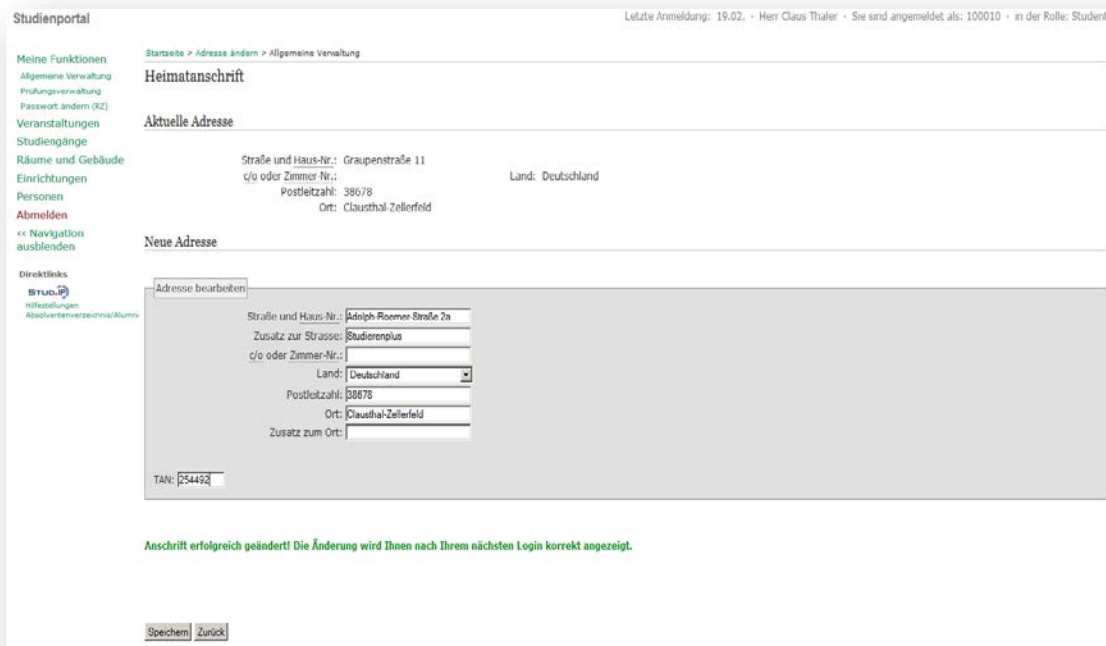 Studienportal
Letzte Anmeldung: 19.02. · Herr Claus Thaler · Sie sind angemeldet als: 100010 · in der Rolle: Student
Meine Funktionen
Allgemeine Verwaltung
Prüfungsverwaltung
Passwort ändern (RZ)
Veranstaltungen
Studiengänge
Räume und Gebäude
Einrichtungen
Personen
Abmelden
<< Navigation
ausblenden
Direktlinks
STUD.IP
Hilfestellungen
Absolventenverzeichnis/Alumni
Startseite > Adresse ändern > Allgemeine Verwaltung
Heimatanschrift
Aktuelle Adresse
Straße und Haus-Nr.: Graupenstraße 11
c/o oder Zimmer-Nr.: Land: Deutschland
Postleitzahl: 38678
Ort: Clausthal-Zellerfeld
Neue Adresse
Adresse bearbeiten
Straße und Haus-Nr.: Adolph-Roemer-Straße 2a
Zusatz zur Strasse: Studierenplus
c/o oder Zimmer-Nr.:
Land: Deutschland
Postleitzahl: 38678
Ort: Clausthal-Zellerfeld
Zusatz zum Ort:
TAN: 254492
Anschrift erfolgreich geändert! Die Änderung wird Ihnen nach Ihrem nächsten Login korrekt angezeigt.
Speichern Zurück